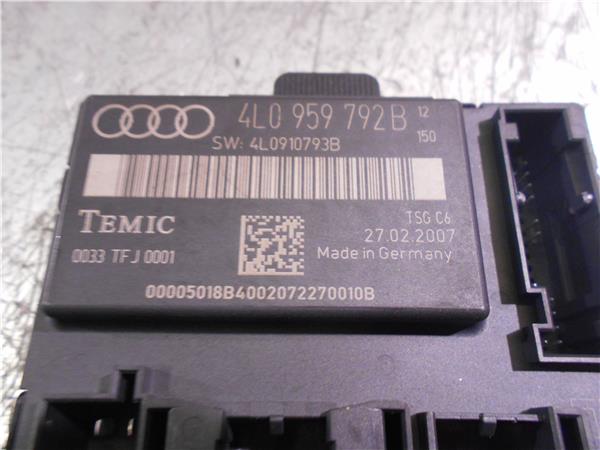 4L0 959 792B 12
150
SW: 4L0910793B
TEMIC
TSG C6
27.02.2007
0033 TFJ 0001
Made in Germany
00005018B4002072270010B